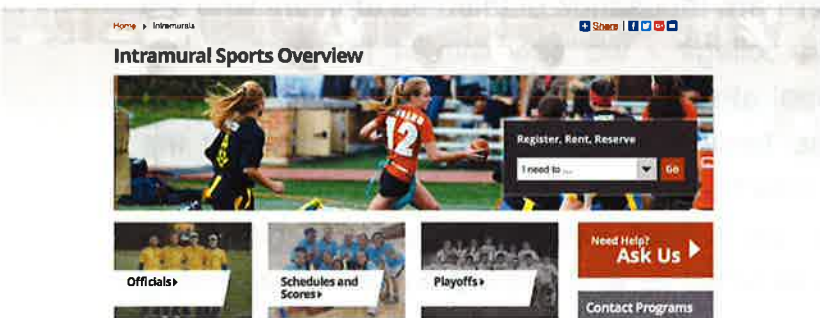 Home ▸ Intramurals
Share |
Intramural Sports Overview
12
Register, Rent, Reserve
I need to ...
Go
Need Help?
Ask Us
Officials
Schedules and
Scores
Playoffs
Contact Programs